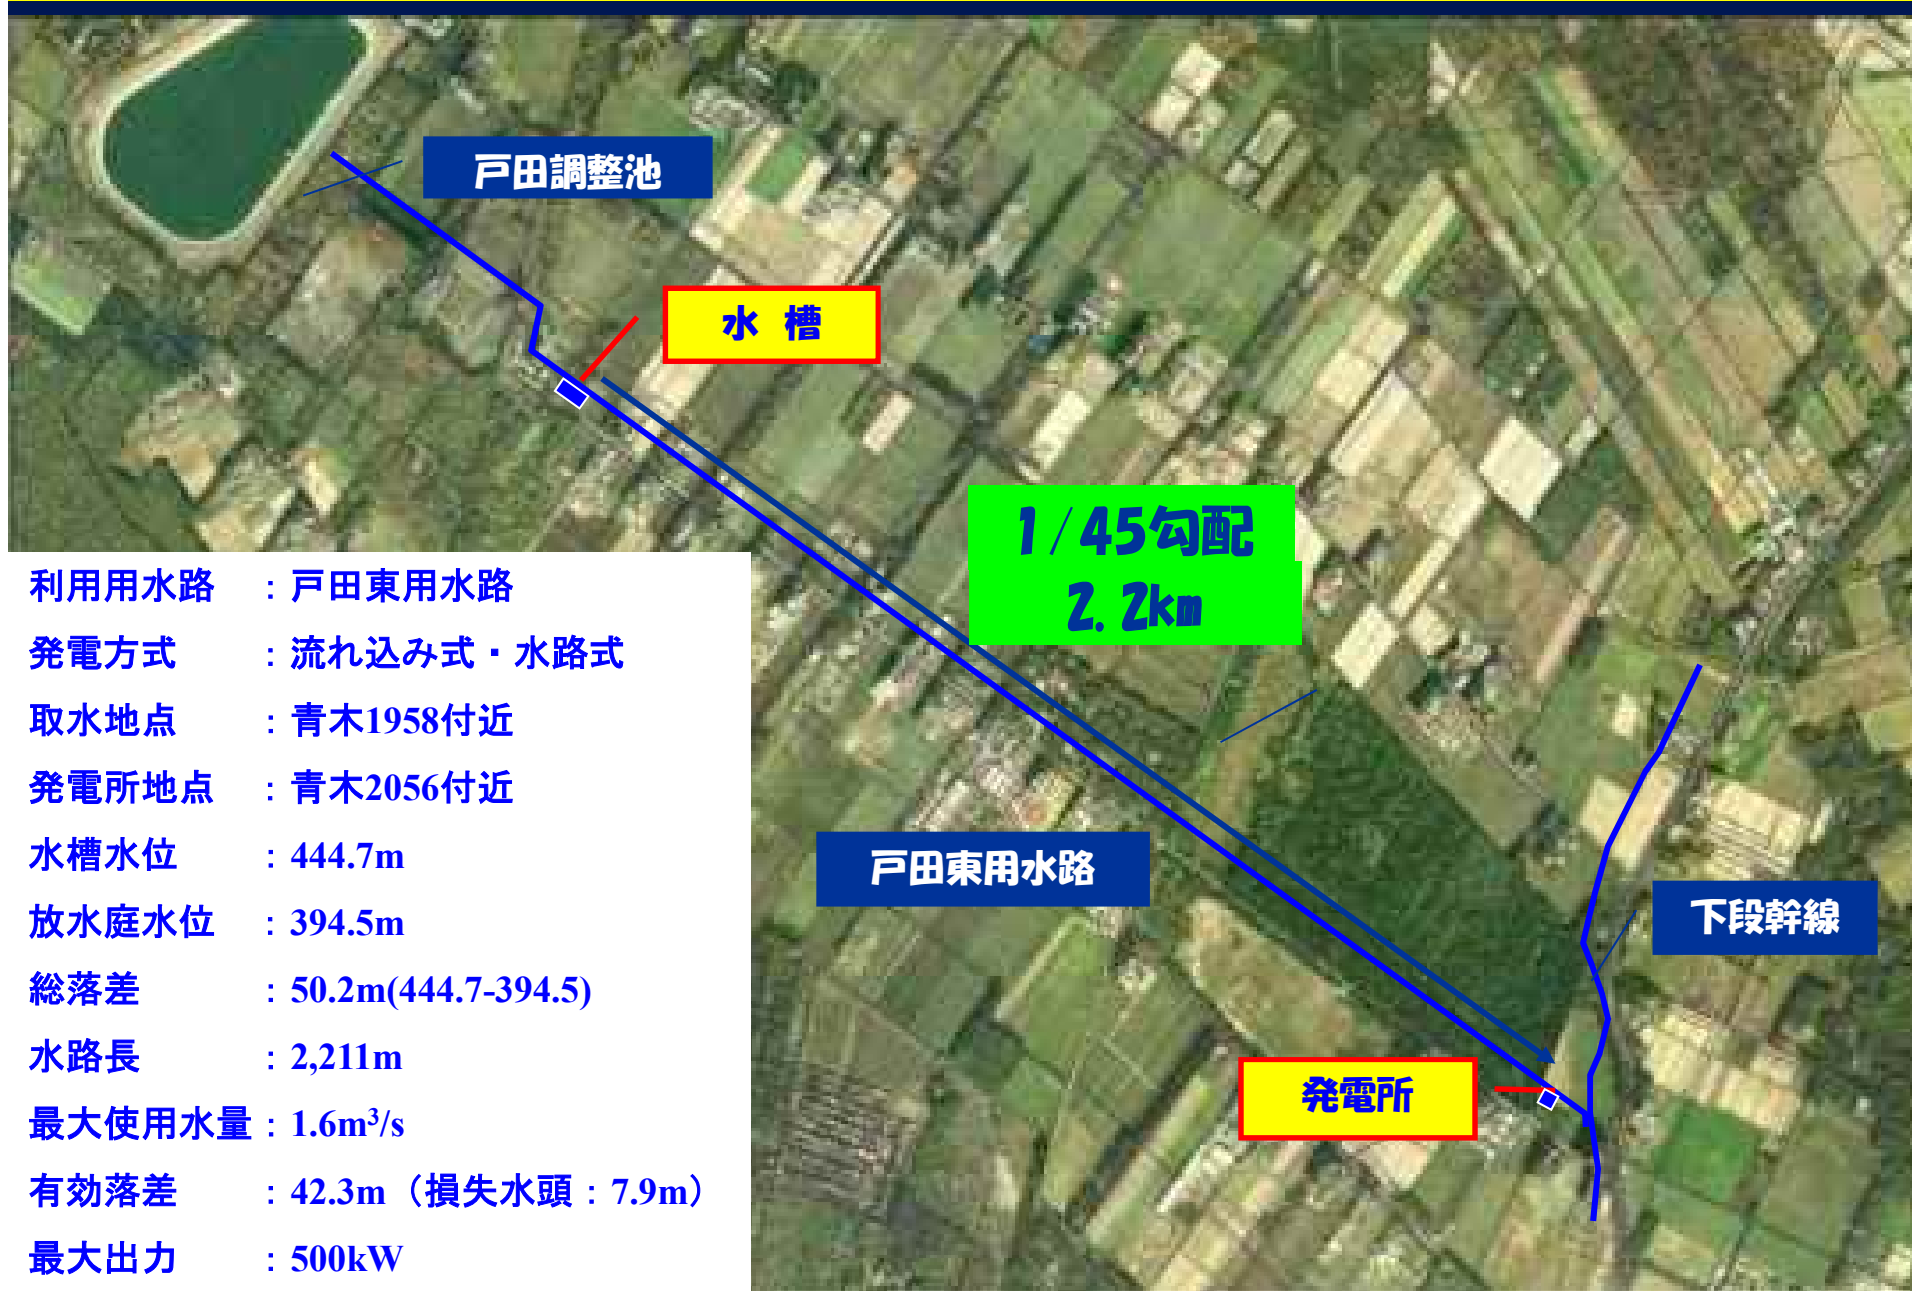 戸田調整池
水 槽
1/45勾配
2.2km
利用用水路 : 戸田東用水路
発電方式 : 流れ込み式・水路式
取水地点 : 青木1958付近
発電所地点 : 青木2056付近
水槽水位 : 444.7m
放水庭水位 : 394.5m
総落差 : 50.2m(444.7-394.5)
水路長 : 2,211m
最大使用水量 : 1.6m³/s
有効落差 : 42.3m（損失水頭：7.9m）
最大出力 : 500kW
戸田東用水路
下段幹線
発電所